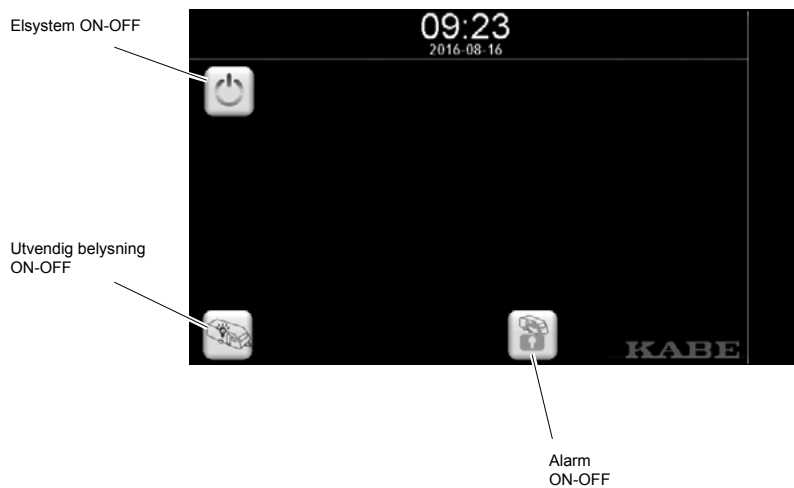 Elsystem ON-OFF
09:23
2016-08-16
Utvendig belysning
ON-OFF
KABE
Alarm
ON-OFF